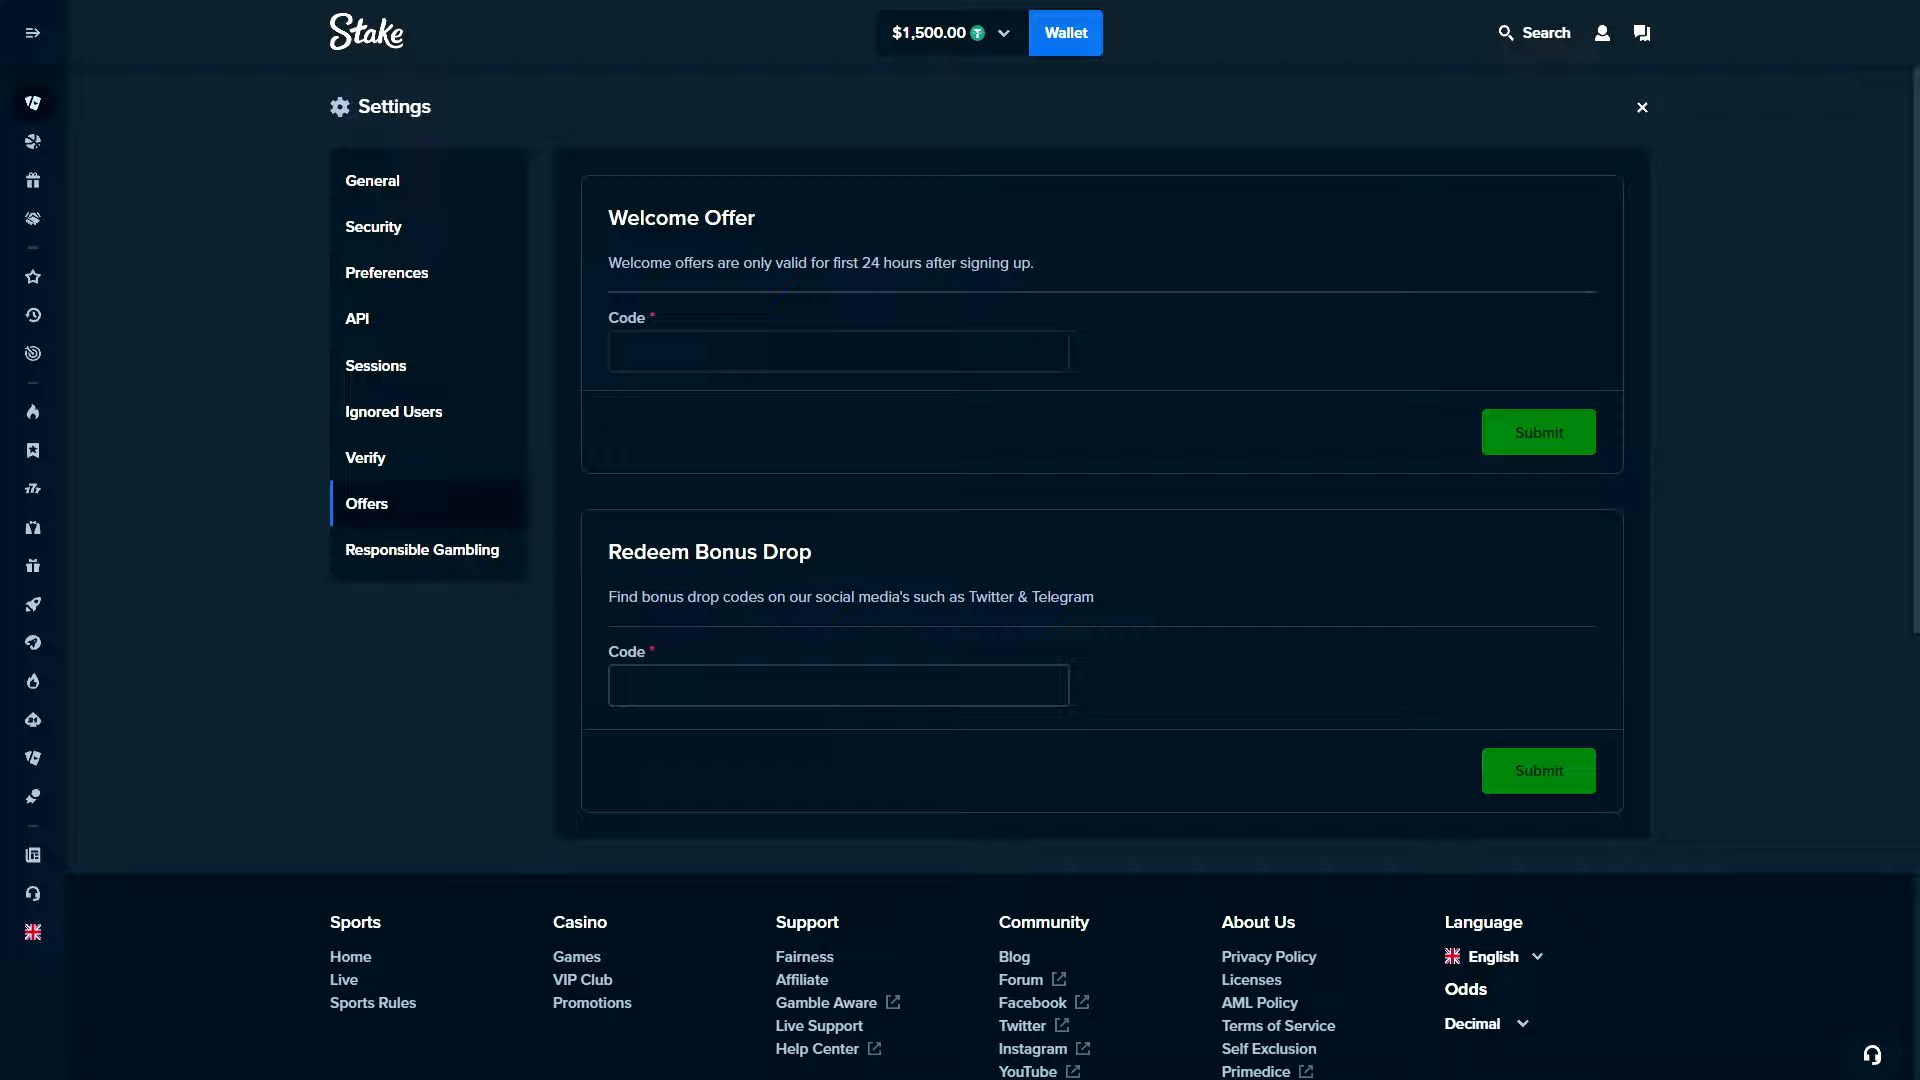 Stake
$1,500.00
Wallet
Search
Settings
General
Security
Preferences
API
Sessions
Ignored Users
Verify
Offers
Responsible Gambling
Welcome Offer
Welcome offers are only valid for first 24 hours after signing up.
Code *
Submit
Redeem Bonus Drop
Find bonus drop codes on our social media's such as Twitter & Telegram
Code *
Submit
Sports
Home
Live
Sports Rules
Casino
Games
VIP Club
Promotions
Support
Fairness
Affiliate
Gamble Aware
Live Support
Help Center
Community
Blog
Forum
Facebook
Twitter
Instagram
YouTube
About Us
Privacy Policy
Licenses
AML Policy
Terms of Service
Self Exclusion
Primedice
Language
English
Odds
Decimal